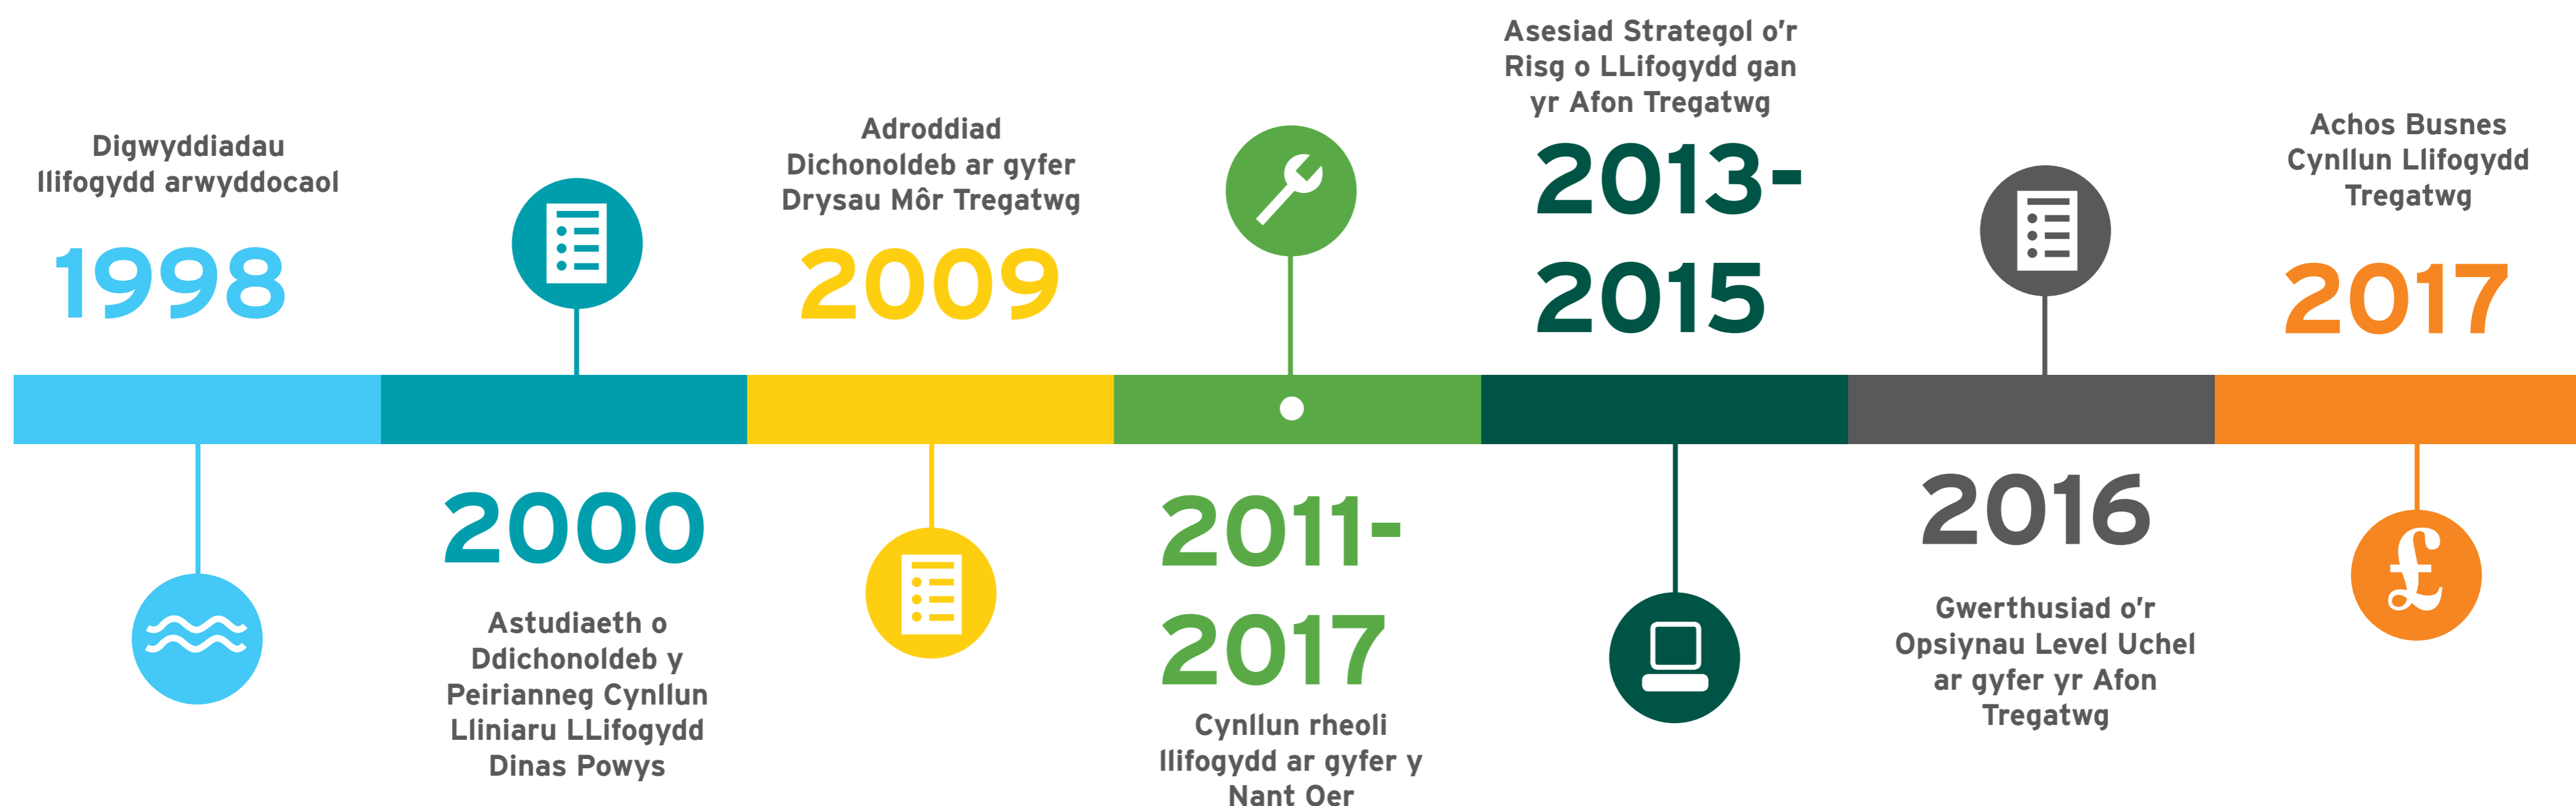 Digwyddiadau
llifogydd arwyddocaol
1998
2000
Astudiaeth o
Ddichonoldeb y
Peirianneg Cynllun
Lliniaru LLifogydd
Dinas Powys
Adroddiad
Dichonoldeb ar gyfer
Drysau Môr Tregatwg
2009
2011-
2017
Cynllun rheoli
llifogydd ar gyfer y
Nant Oer
Asesiad Strategol o'r
Risg o LLifogydd gan
yr Afon Tregatwg
2013-
2015
2016
Gwerthusiad o'r
Opsiynau Level Uchel
ar gyfer yr Afon
Tregatwg
Achos Busnes
Cynllun Llifogydd
Tregatwg
2017
£